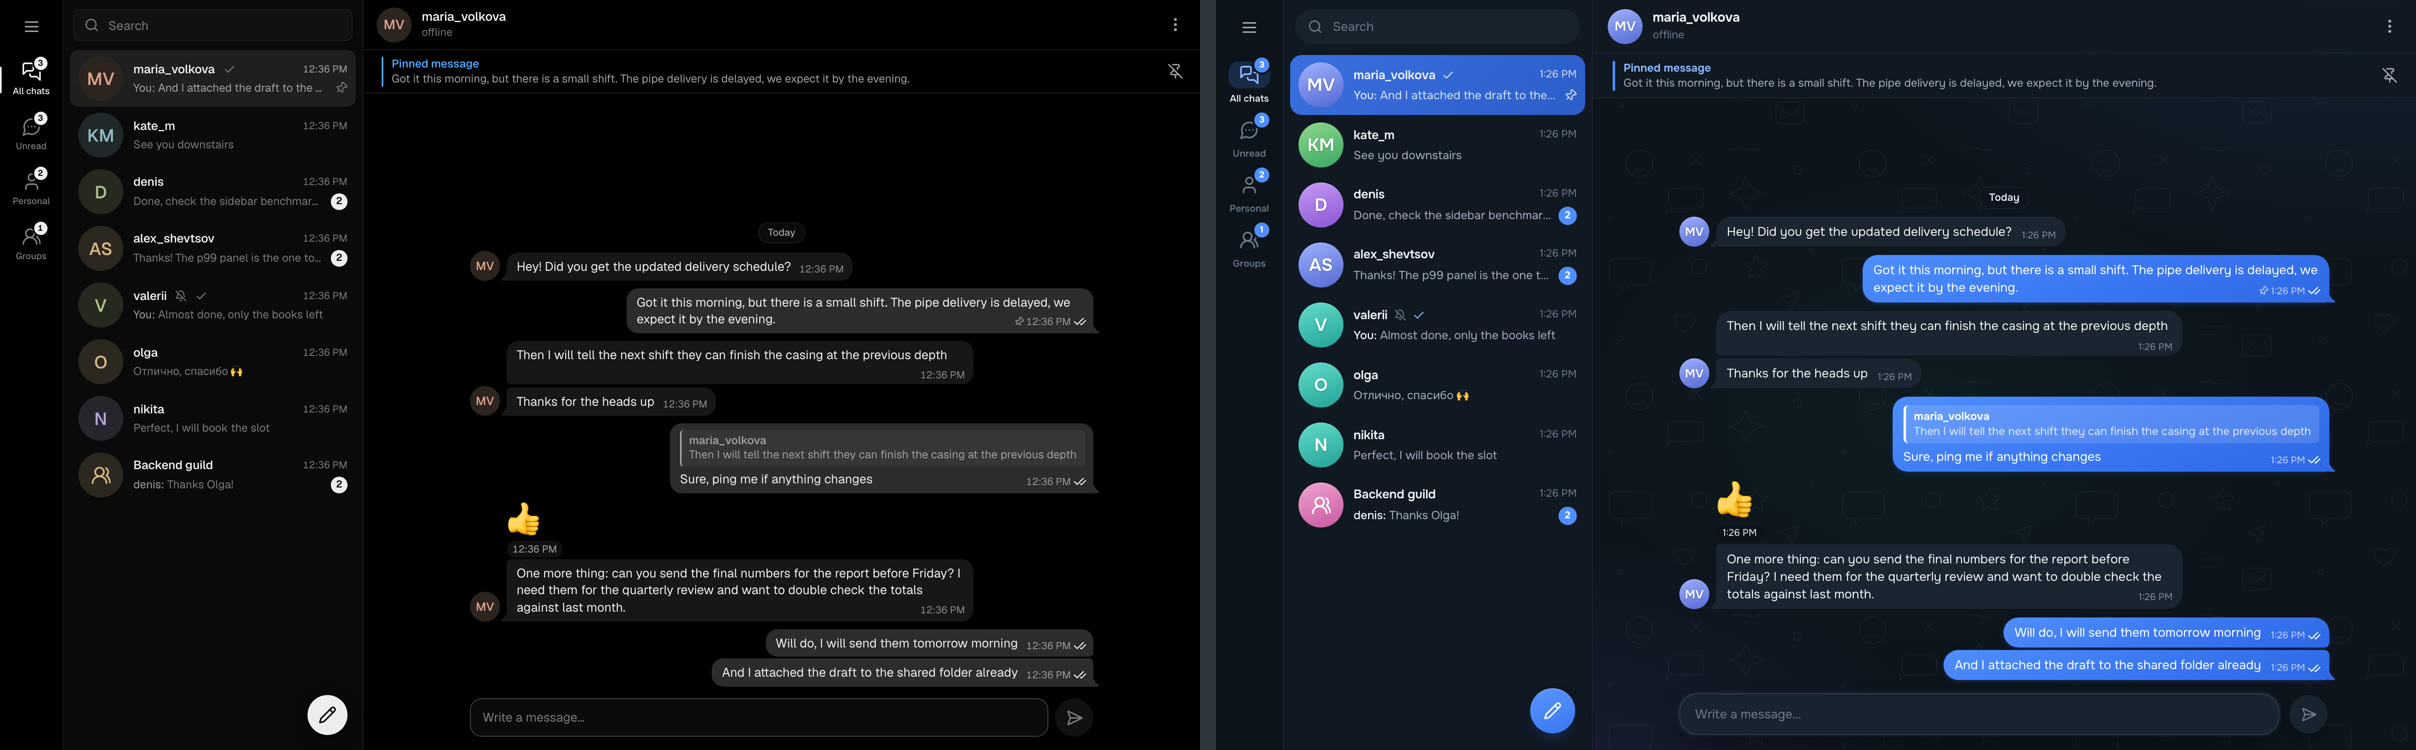 Search
3
All chats
3
Unread
2
Personal
1
Groups
MV
maria_volkova
12:36 PM
You: And I attached the draft to the ...
KM
kate_m
12:36 PM
See you downstairs
D
denis
12:36 PM
Done, check the sidebar benchmar...
2
AS
alex_shevtsov
12:36 PM
Thanks! The p99 panel is the one to...
2
V
valerii
12:36 PM
You: Almost done, only the books left
O
olga
12:36 PM
Отлично, спасибо 🙌
N
nikita
12:36 PM
Perfect, I will book the slot
Backend guild
12:36 PM
denis: Thanks Olga!
2
MV
maria_volkova
offline
Pinned message
Got it this morning, but there is a small shift. The pipe delivery is delayed, we expect it by the evening.
Today
MV
Hey! Did you get the updated delivery schedule? 12:36 PM
Got it this morning, but there is a small shift. The pipe delivery is delayed, we
expect it by the evening.
12:36 PM
Then I will tell the next shift they can finish the casing at the previous depth
12:36 PM
MV
Thanks for the heads up 12:36 PM
maria_volkova
Then I will tell the next shift they can finish the casing at the previous depth
Sure, ping me if anything changes
12:36 PM
👍
12:36 PM
One more thing: can you send the final numbers for the report before Friday? I
need them for the quarterly review and want to double check the totals
against last month.
12:36 PM
MV
Will do, I will send them tomorrow morning 12:36 PM
And I attached the draft to the shared folder already 12:36 PM
Write a message...
Search
3
All chats
3
Unread
2
Personal
1
Groups
MV
maria_volkova
1:26 PM
You: And I attached the draft to the...
KM
kate_m
1:26 PM
See you downstairs
D
denis
1:26 PM
Done, check the sidebar benchmar...
2
AS
alex_shevtsov
1:26 PM
Thanks! The p99 panel is the one t...
2
V
valerii
1:26 PM
You: Almost done, only the books left
O
olga
1:26 PM
Отлично, спасибо 🙌
N
nikita
1:26 PM
Perfect, I will book the slot
Backend guild
1:26 PM
denis: Thanks Olga!
2
MV
maria_volkova
offline
Pinned message
Got it this morning, but there is a small shift. The pipe delivery is delayed, we expect it by the evening.
Today
MV
Hey! Did you get the updated delivery schedule? 1:26 PM
Got it this morning, but there is a small shift. The pipe delivery is delayed, we
expect it by the evening.
1:26 PM
Then I will tell the next shift they can finish the casing at the previous depth
1:26 PM
MV
Thanks for the heads up 1:26 PM
maria_volkova
Then I will tell the next shift they can finish the casing at the previous depth
Sure, ping me if anything changes
1:26 PM
👍
1:26 PM
One more thing: can you send the final numbers for the report before
Friday? I need them for the quarterly review and want to double check the
totals against last month.
1:26 PM
MV
Will do, I will send them tomorrow morning 1:26 PM
And I attached the draft to the shared folder already 1:26 PM
Write a message...